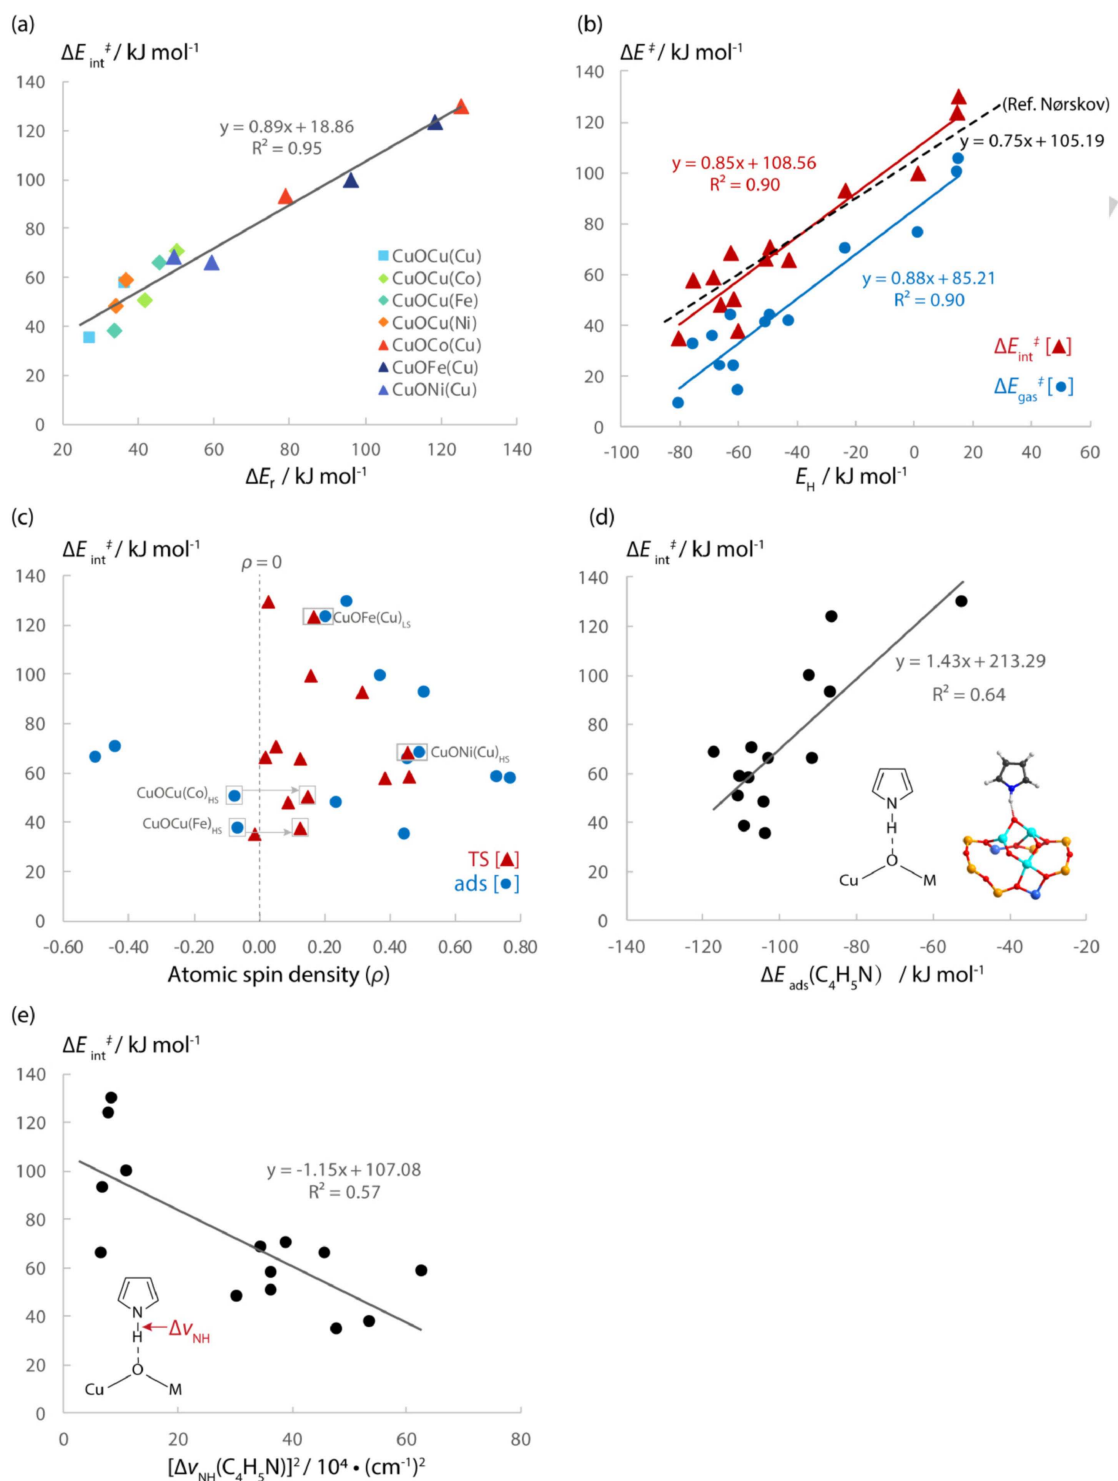 (a)
ΔE int ‡ / kJ mol-1
140
120
100
80
60
40
20
0
y = 0.89x + 18.86
R2 = 0.95
CuOCu(Cu)
CuOCu(Co)
CuOCu(Fe)
CuOCu(Ni)
CuOCo(Cu)
CuOFe(Cu)
CuONi(Cu)
20 40 60 80 100 120 140
ΔEr / kJ mol-1
(b)
ΔE‡ / kJ mol-1
140
120
100
80
60
40
20
0
(Ref. Nørskov)
y = 0.75x + 105.19
y = 0.85x + 108.56
R2 = 0.90
y = 0.88x + 85.21
R2 = 0.90
ΔEint‡ [▲]
ΔEgas‡ [●]
-100 -80 -60 -40 -20 0 20 40 60
EH / kJ mol-1
(c)
ΔE int ‡ / kJ mol-1
ρ = 0
140
120
100
80
60
40
20
0
CuOFe(Cu)LS
CuONi(Cu)HS
CuOCu(Co)HS
CuOCu(Fe)HS
TS [▲]
ads [●]
-0.60 -0.40 -0.20 0.00 0.20 0.40 0.60 0.80
Atomic spin density (ρ)
(d)
ΔE int ‡ / kJ mol-1
140
120
100
80
60
40
20
0
y = 1.43x + 213.29
R2 = 0.64
N
H
O
Cu M
-140 -120 -100 -80 -60 -40 -20
ΔEads(C4H5N) / kJ mol-1
(e)
ΔE int ‡ / kJ mol-1
140
120
100
80
60
40
20
0
y = -1.15x + 107.08
R2 = 0.57
N
ΔνNH
H
O
Cu M
0 20 40 60 80
[ΔνNH(C4H5N)]2 / 104 • (cm-1)2